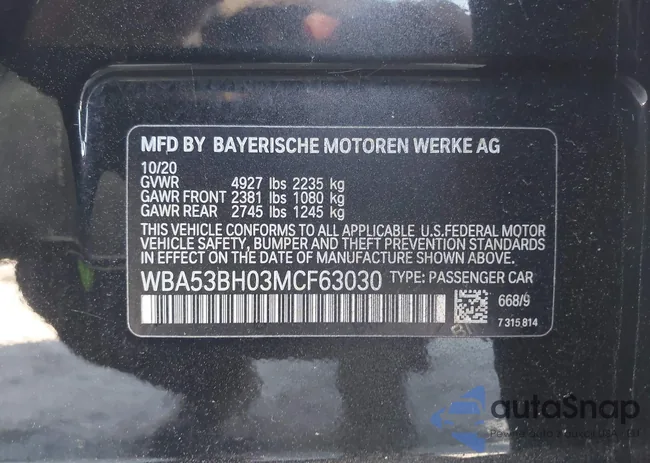 MFD BY BAYERISCHE MOTOREN WERKE AG
10/20
GVWR 4927 lbs 2235 kg
GAWR FRONT 2381 lbs 1080 kg
GAWR REAR 2745 lbs 1245 kg
THIS VEHICLE CONFORMS TO ALL APPLICABLE U.S.FEDERAL MOTOR
VEHICLE SAFETY, BUMPER AND THEFT PREVENTION STANDARDS
IN EFFECT ON THE DATE OF MANUFACTURE SHOWN ABOVE.
WBA53BH03MCF63030 TYPE: PASSENGER CAR
668/9
7 315 814
autoSnap